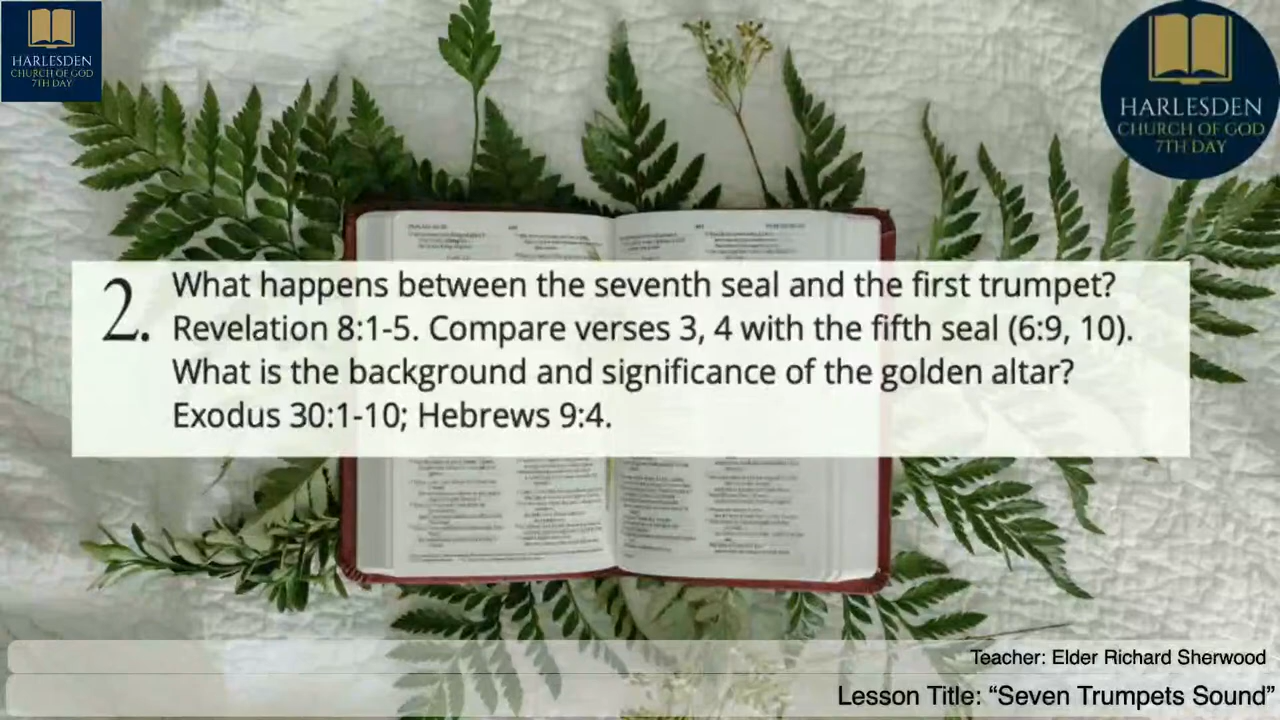 HARLESDEN
CHURCH OF GOD
7TH DAY
HARLESDEN
CHURCH OF GOD
7TH DAY
2. What happens between the seventh seal and the first trumpet?
Revelation 8:1-5. Compare verses 3, 4 with the fifth seal (6:9, 10).
What is the background and significance of the golden altar?
Exodus 30:1-10; Hebrews 9:4.
Teacher: Elder Richard Sherwood
Lesson Title: “Seven Trumpets Sound”